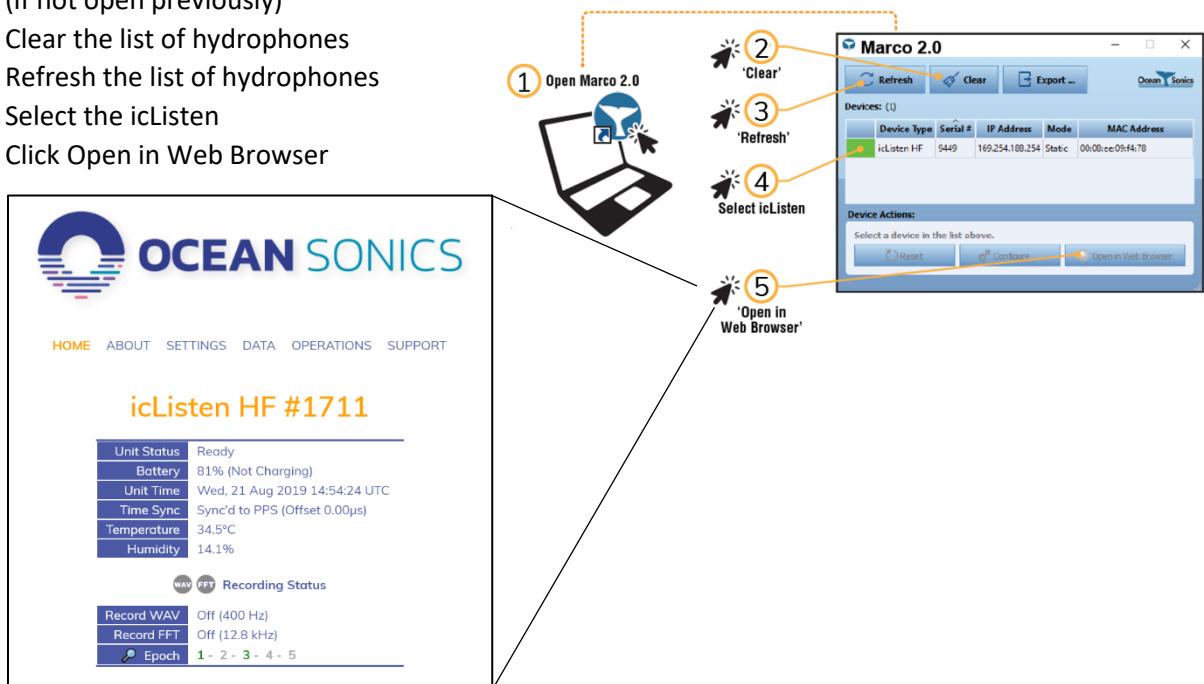 (if not open previously)
Clear the list of hydrophones
Refresh the list of hydrophones
Select the icListen
Click Open in Web Browser
1 Open Marco 2.0
2
'Clear'
3
'Refresh'
4
Select icListen
5
'Open in
Web Browser'
Marco 2.0
Refresh Clear Export ... Ocean Sonics
Devices: (1)
Device Type Serial # IP Address Mode MAC Address
icListen HF 9449 169.254.188.254 Static 00:08:ee:09:f4:78
Device Actions:
Select a device in the list above.
Reset Configure Open in Web Browser
OCEAN SONICS
HOME ABOUT SETTINGS DATA OPERATIONS SUPPORT
icListen HF #1711
Unit Status Ready
Battery 81% (Not Charging)
Unit Time Wed, 21 Aug 2019 14:54:24 UTC
Time Sync Sync'd to PPS (Offset 0.00µs)
Temperature 34.5°C
Humidity 14.1%
WAV FFT Recording Status
Record WAV Off (400 Hz)
Record FFT Off (12.8 kHz)
Epoch 1 - 2 - 3 - 4 - 5